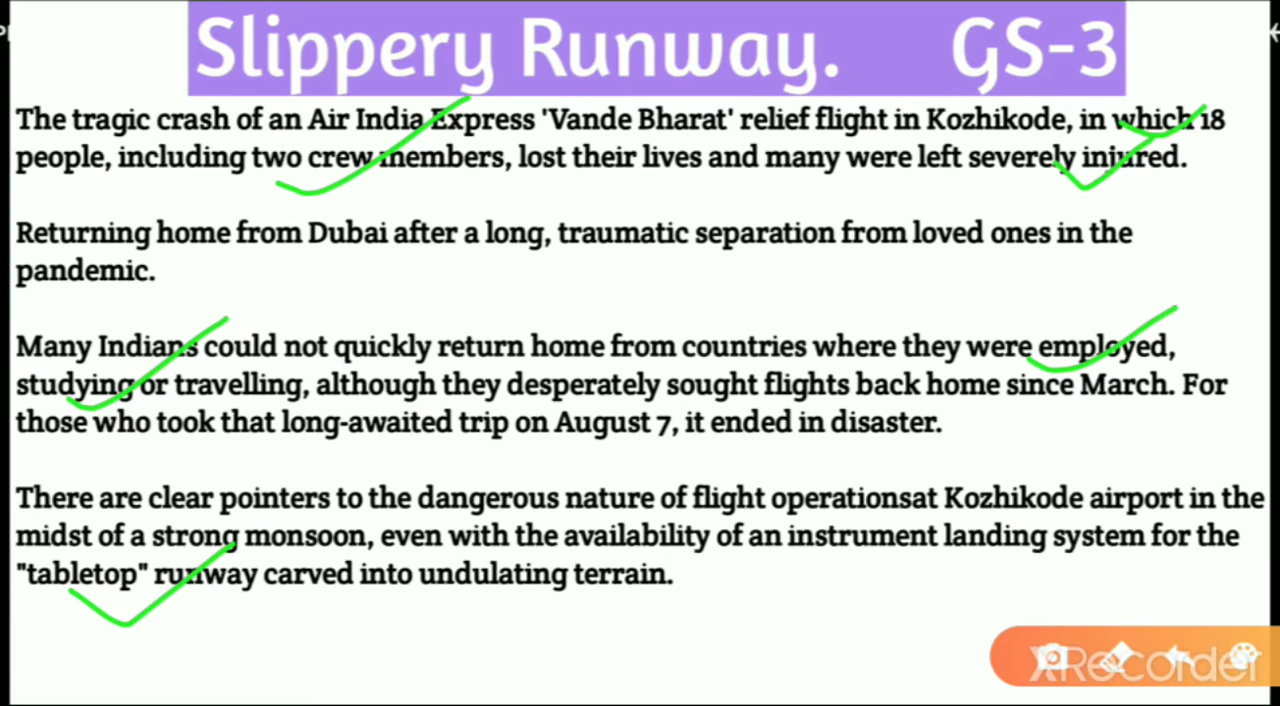 Slippery Runway. GS-3
The tragic crash of an Air India Express 'Vande Bharat' relief flight in Kozhikode, in which 18
people, including two crew members, lost their lives and many were left severely injured.
Returning home from Dubai after a long, traumatic separation from loved ones in the
pandemic.
Many Indians could not quickly return home from countries where they were employed,
studying or travelling, although they desperately sought flights back home since March. For
those who took that long-awaited trip on August 7, it ended in disaster.
There are clear pointers to the dangerous nature of flight operationsat Kozhikode airport in the
midst of a strong monsoon, even with the availability of an instrument landing system for the
"tabletop" runway carved into undulating terrain.
XRecorder